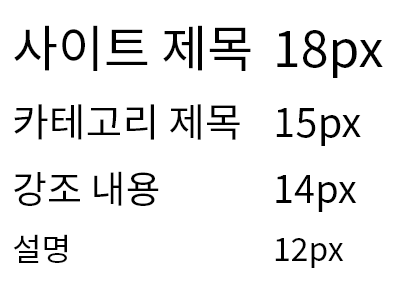 사이트 제목 18px
카테고리 제목 15px
강조 내용 14px
설명 12px